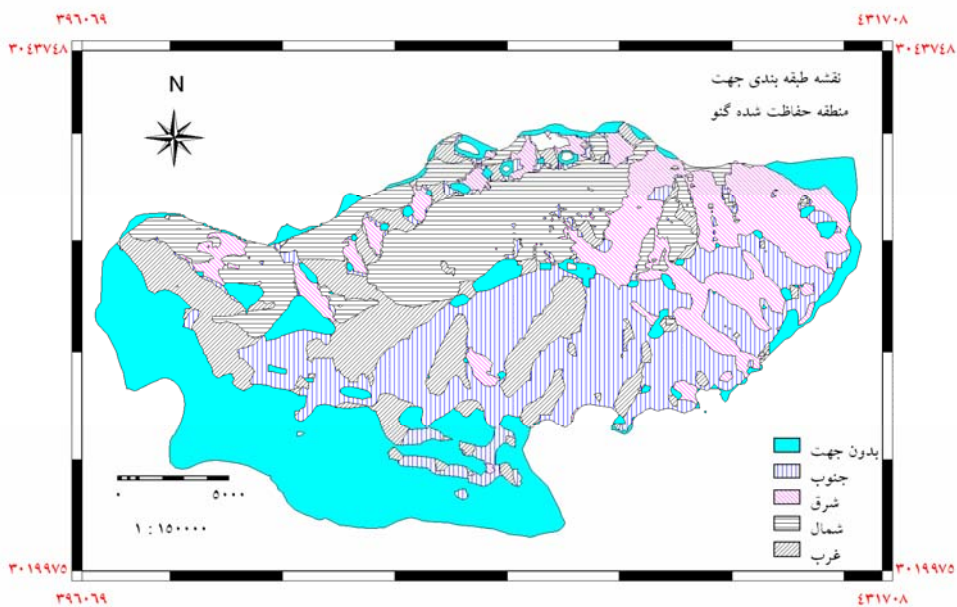 ۳۹۶۰۶۹
۴۳۱۷۰۸
۳۰۴۳۷۴۸
۳۰۴۳۷۴۸
N
نقشه طبقه بندی جهت
منطقه حفاظت شده گنو
بدون جهت
جنوب
شرق
شمال
غرب
۰ ۵۰۰۰
۱ : ۱۵۰۰۰۰
۳۰۱۹۹۷۵
۳۰۱۹۹۷۵
۳۹۶۰۶۹
۴۳۱۷۰۸